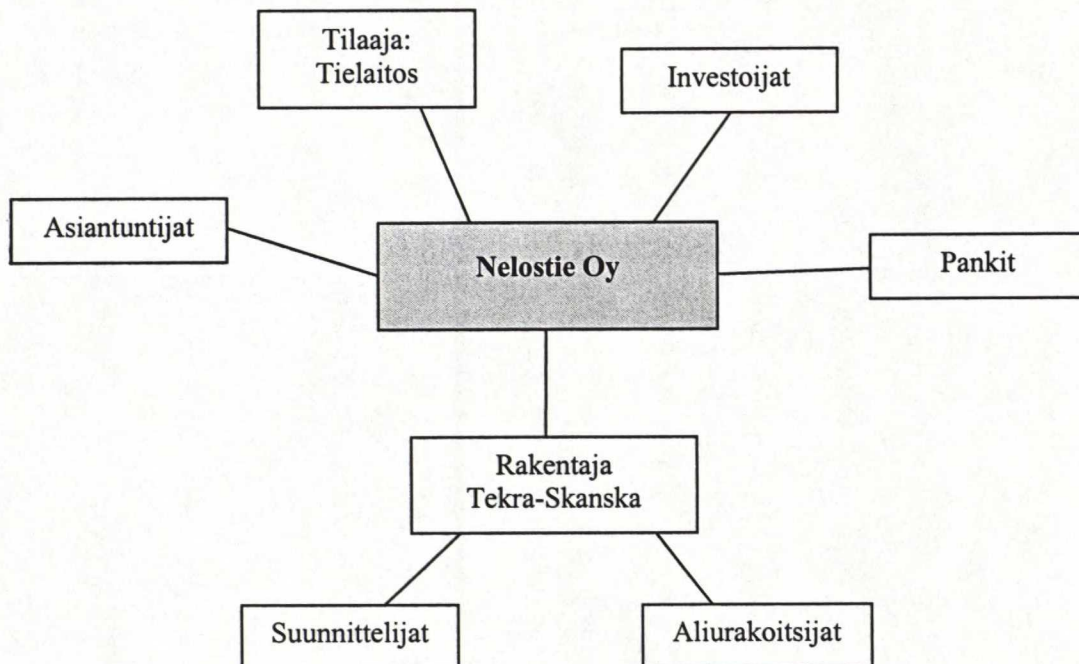 Tilaaja:
Tielaitos
Investoijat
Asiantuntijat
Nelostie Oy
Pankit
Rakentaja
Tekra-Skanska
Suunnittelijat
Aliurakoitsijat